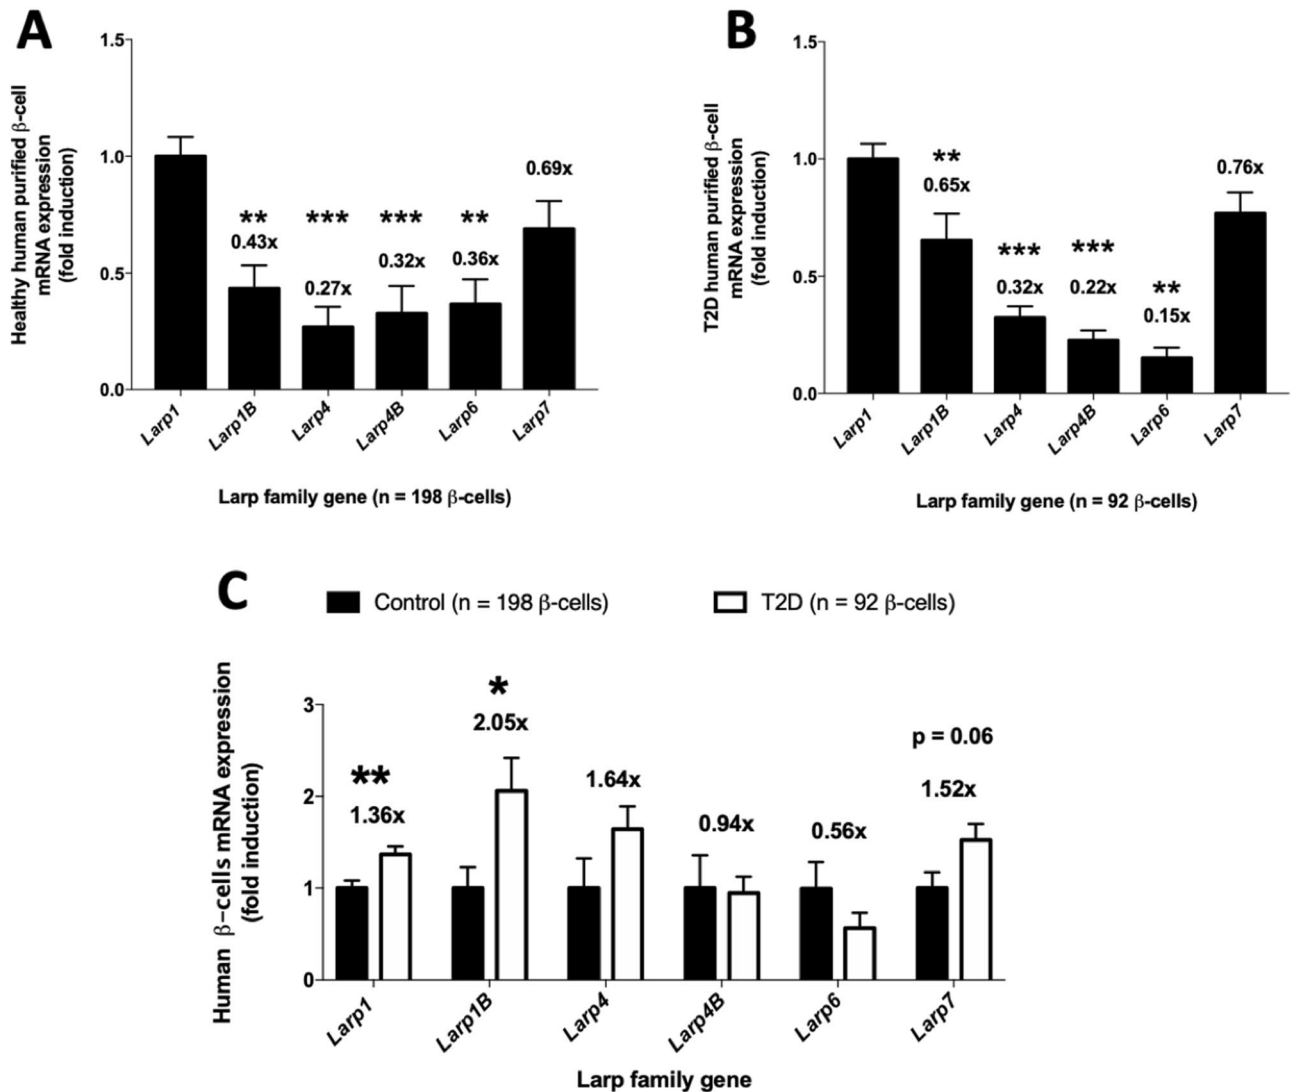 A
Healthy human purified β-cell
mRNA expression
(fold induction)
1.5
1.0
0.5
0.0
**
0.43x
***
0.27x
***
0.32x
**
0.36x
0.69x
Larp1
Larp1B
Larp4
Larp4B
Larp6
Larp7
Larp family gene (n = 198 β-cells)
B
T2D human purified β-cell
mRNA expression
(fold induction)
1.5
1.0
0.5
0.0
**
0.65x
***
0.32x
***
0.22x
**
0.15x
0.76x
Larp1
Larp1B
Larp4
Larp4B
Larp6
Larp7
Larp family gene (n = 92 β-cells)
C
Control (n = 198 β-cells)
T2D (n = 92 β-cells)
Human β-cells mRNA expression
(fold induction)
3
2
1
0
**
1.36x
*
2.05x
1.64x
0.94x
0.56x
p = 0.06
1.52x
Larp1
Larp1B
Larp4
Larp4B
Larp6
Larp7
Larp family gene